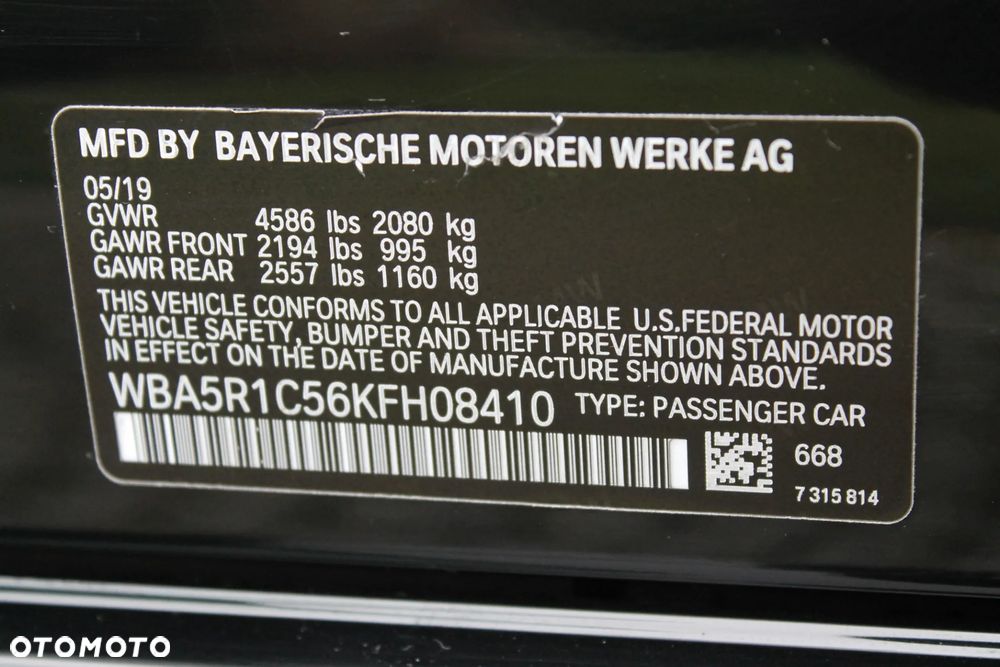 MFD BY BAYERISCHE MOTOREN WERKE AG
05/19
GVWR 4586 lbs 2080 kg
GAWR FRONT 2194 lbs 995 kg
GAWR REAR 2557 lbs 1160 kg
THIS VEHICLE CONFORMS TO ALL APPLICABLE U.S.FEDERAL MOTOR
VEHICLE SAFETY, BUMPER AND THEFT PREVENTION STANDARDS
IN EFFECT ON THE DATE OF MANUFACTURE SHOWN ABOVE.
WBA5R1C56KFH08410 TYPE: PASSENGER CAR
668
7 315 814
OTOMOTO